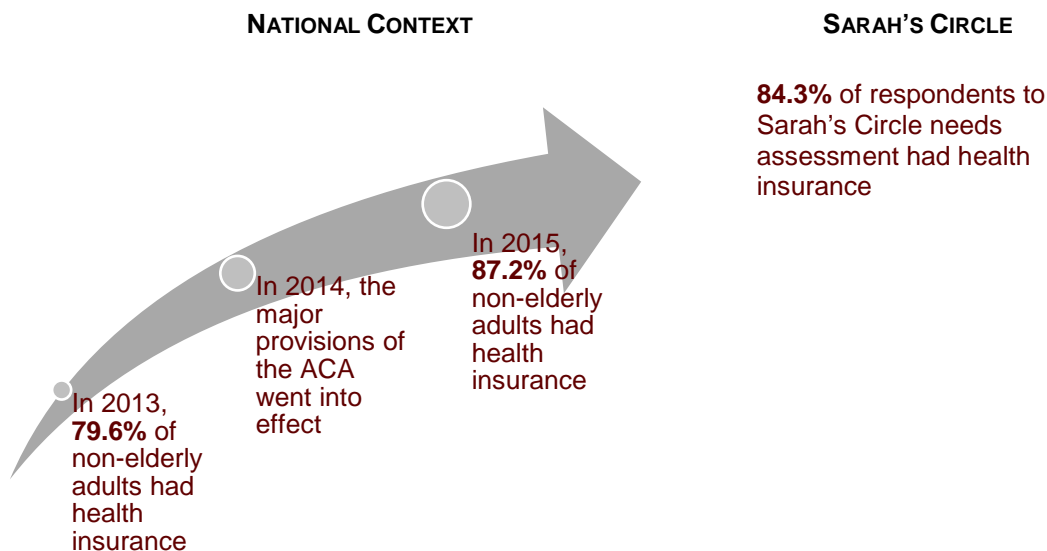 NATIONAL CONTEXT
SARAH'S CIRCLE
84.3% of respondents to
Sarah's Circle needs
assessment had health
insurance
In 2015,
87.2% of
non-elderly
adults had
health
insurance
In 2014, the
major
provisions of
the ACA
went into
effect
In 2013,
79.6% of
non-elderly
adults had
health
insurance